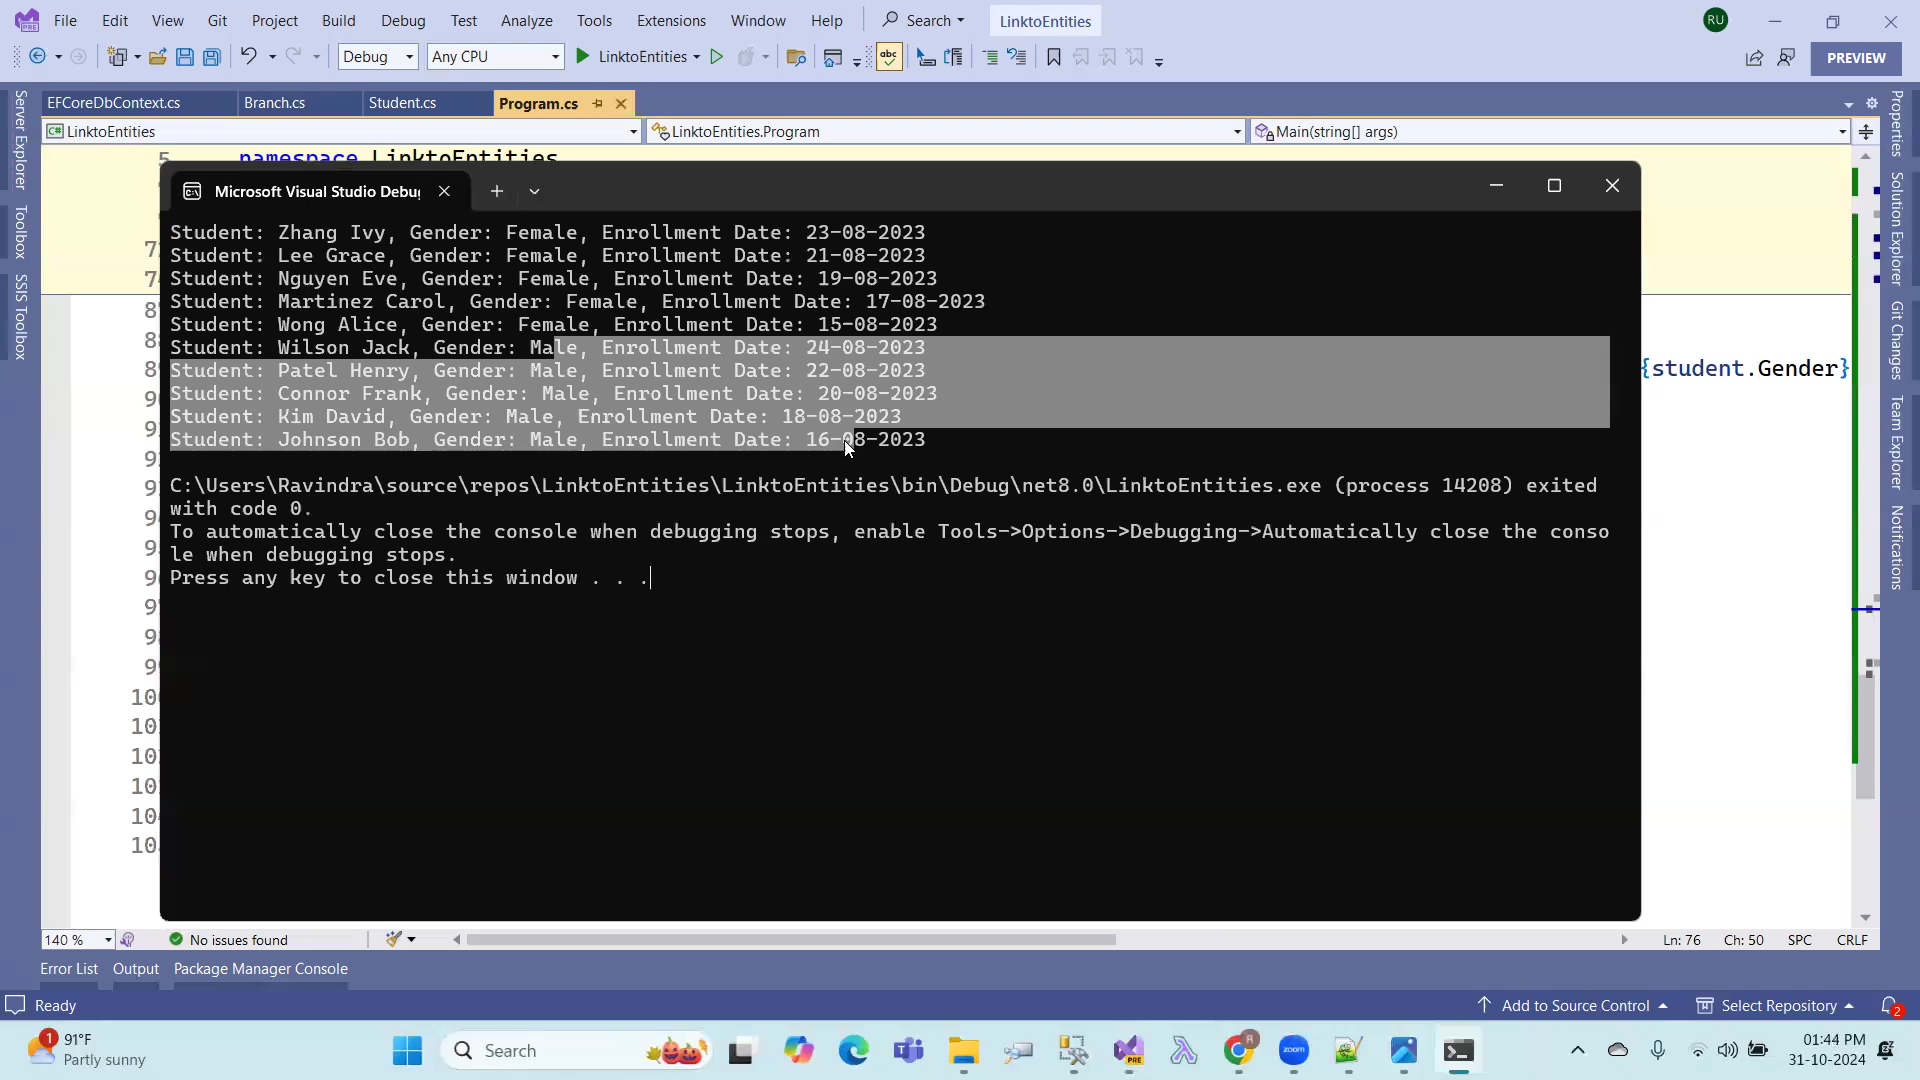 File Edit View Git Project Build Debug Test Analyze Tools Extensions Window Help Search LinktoEntities RU
Debug Any CPU LinktoEntities PREVIEW
EFCoreDbContext.cs Branch.cs Student.cs Program.cs
C# LinktoEntities LinktoEntities.Program Main(string[] args)
Server Explorer
Toolbox
SSIS Toolbox
Properties
Solution Explorer
Git Changes
Team Explorer
Notifications
namespace LinktoEntities
{student.Gender}
Microsoft Visual Studio Debu
Student: Zhang Ivy, Gender: Female, Enrollment Date: 23-08-2023
Student: Lee Grace, Gender: Female, Enrollment Date: 21-08-2023
Student: Nguyen Eve, Gender: Female, Enrollment Date: 19-08-2023
Student: Martinez Carol, Gender: Female, Enrollment Date: 17-08-2023
Student: Wong Alice, Gender: Female, Enrollment Date: 15-08-2023
Student: Wilson Jack, Gender: Male, Enrollment Date: 24-08-2023
Student: Patel Henry, Gender: Male, Enrollment Date: 22-08-2023
Student: Connor Frank, Gender: Male, Enrollment Date: 20-08-2023
Student: Kim David, Gender: Male, Enrollment Date: 18-08-2023
Student: Johnson Bob, Gender: Male, Enrollment Date: 16-08-2023
C:\Users\Ravindra\source\repos\LinktoEntities\LinktoEntities\bin\Debug\net8.0\LinktoEntities.exe (process 14208) exited
with code 0.
To automatically close the console when debugging stops, enable Tools->Options->Debugging->Automatically close the conso
le when debugging stops.
Press any key to close this window . . .
140 % No issues found Ln: 76 Ch: 50 SPC CRLF
Error List Output Package Manager Console
Ready Add to Source Control Select Repository 2
1 91°F Search zoom 01:44 PM
Partly sunny 31-10-2024